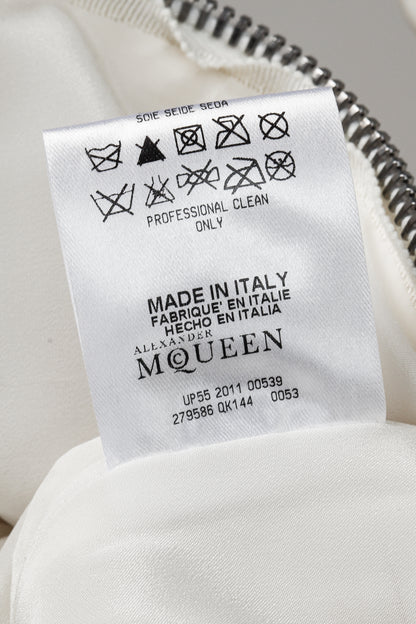 SOIE SEIDE SEDA
PROFESSIONAL CLEAN
ONLY
MADE IN ITALY
FABRIQUE' EN ITALIE
HECHO EN ITALIA
ALEXANDER
McQUEEN
UP55 2011 00539
279586 QK144 0053